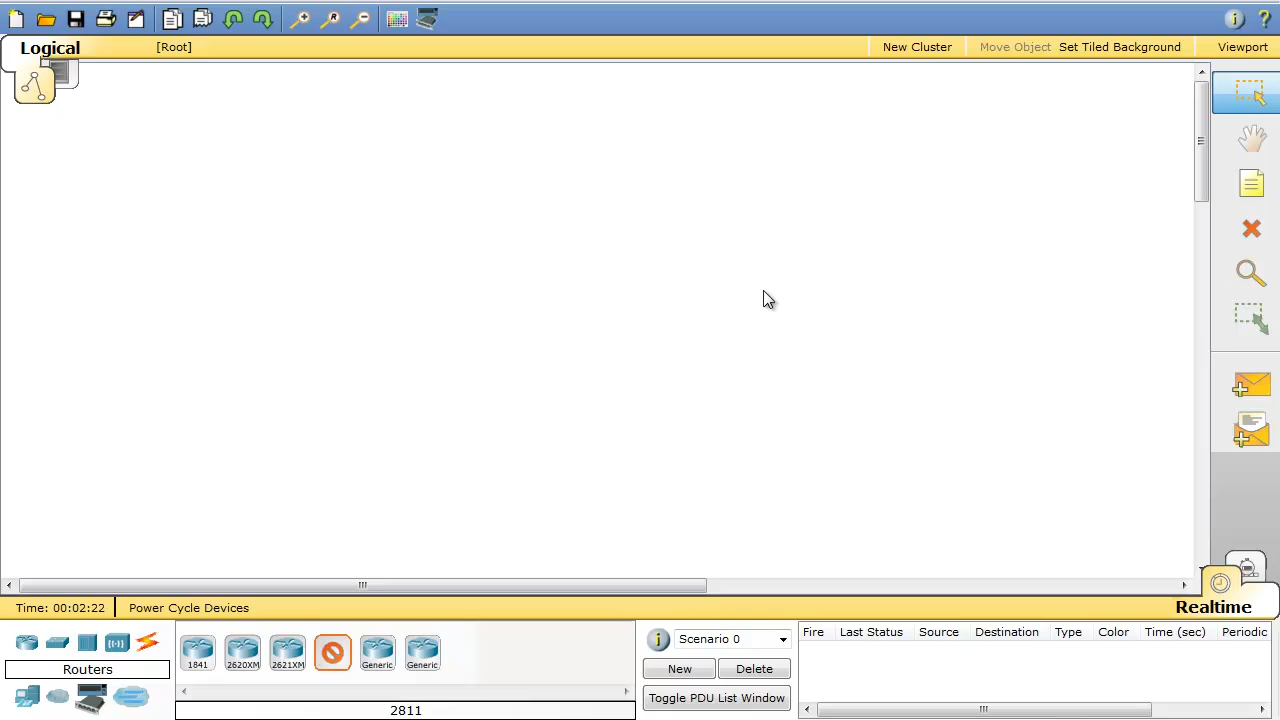 Logical
[Root]
New Cluster
Move Object
Set Tiled Background
Viewport
Time: 00:02:22
Power Cycle Devices
Realtime
Routers
1841
2620XM
2621XM
Generic
Generic
2811
Scenario 0
New
Delete
Toggle PDU List Window
Fire
Last Status
Source
Destination
Type
Color
Time (sec)
Periodic